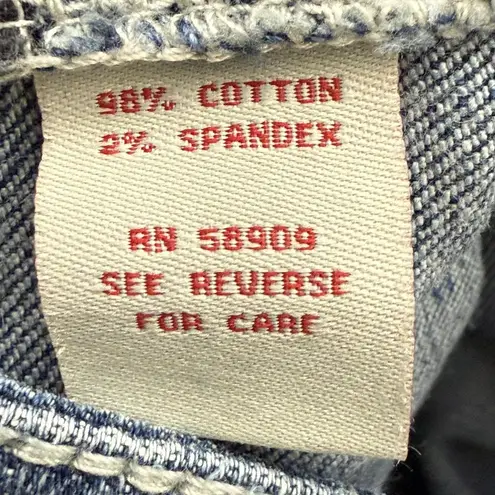 98% COTTON
2% SPANDEX
RN 58909
SEE REVERSE
FOR CARE